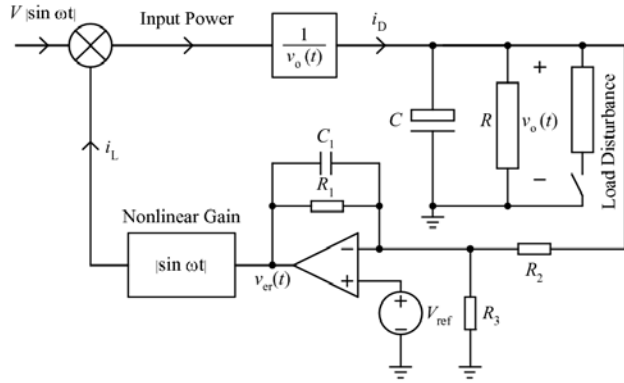 V |sin ωt|
Input Power
1
v_o(t)
i_D
+
C
R
v_o(t)
−
Load Disturbance
i_L
C_1
R_1
Nonlinear Gain
|sin ωt|
v_er(t)
−
+
+
−
V_ref
R_2
R_3